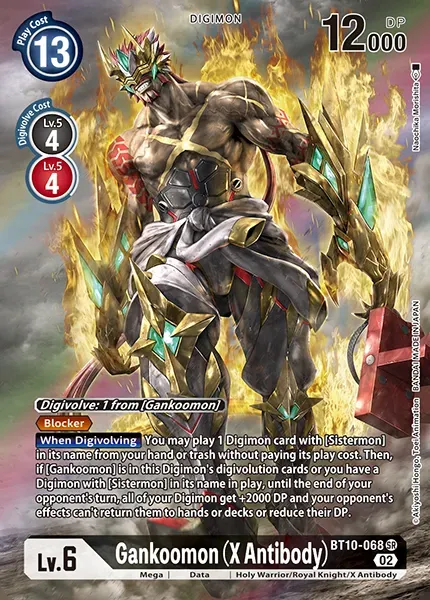 Play Cost
13
DIGIMON
12000
DP
Digivolve Cost
Lv.5
4
Lv.5
4
Naochika Morishita
© Akiyoshi Hongo, Toei Animation BANDAI MADE IN JAPAN
Digivolve: 1 from [Gankoomon]
Blocker
When Digivolving You may play 1 Digimon card with [Sistermon]
in its name from your hand or trash without paying its play cost. Then,
if [Gankoomon] is in this Digimon's digivolution cards or you have a
Digimon with [Sistermon] in its name in play, until the end of your
opponent's turn, all of your Digimon get +2000 DP and your opponent's
effects can't return them to hands or decks or reduce their DP.
Lv.6
Gankoomon (X Antibody)
BT10-068 SR
02
Mega Data Holy Warrior/Royal Knight/X Antibody